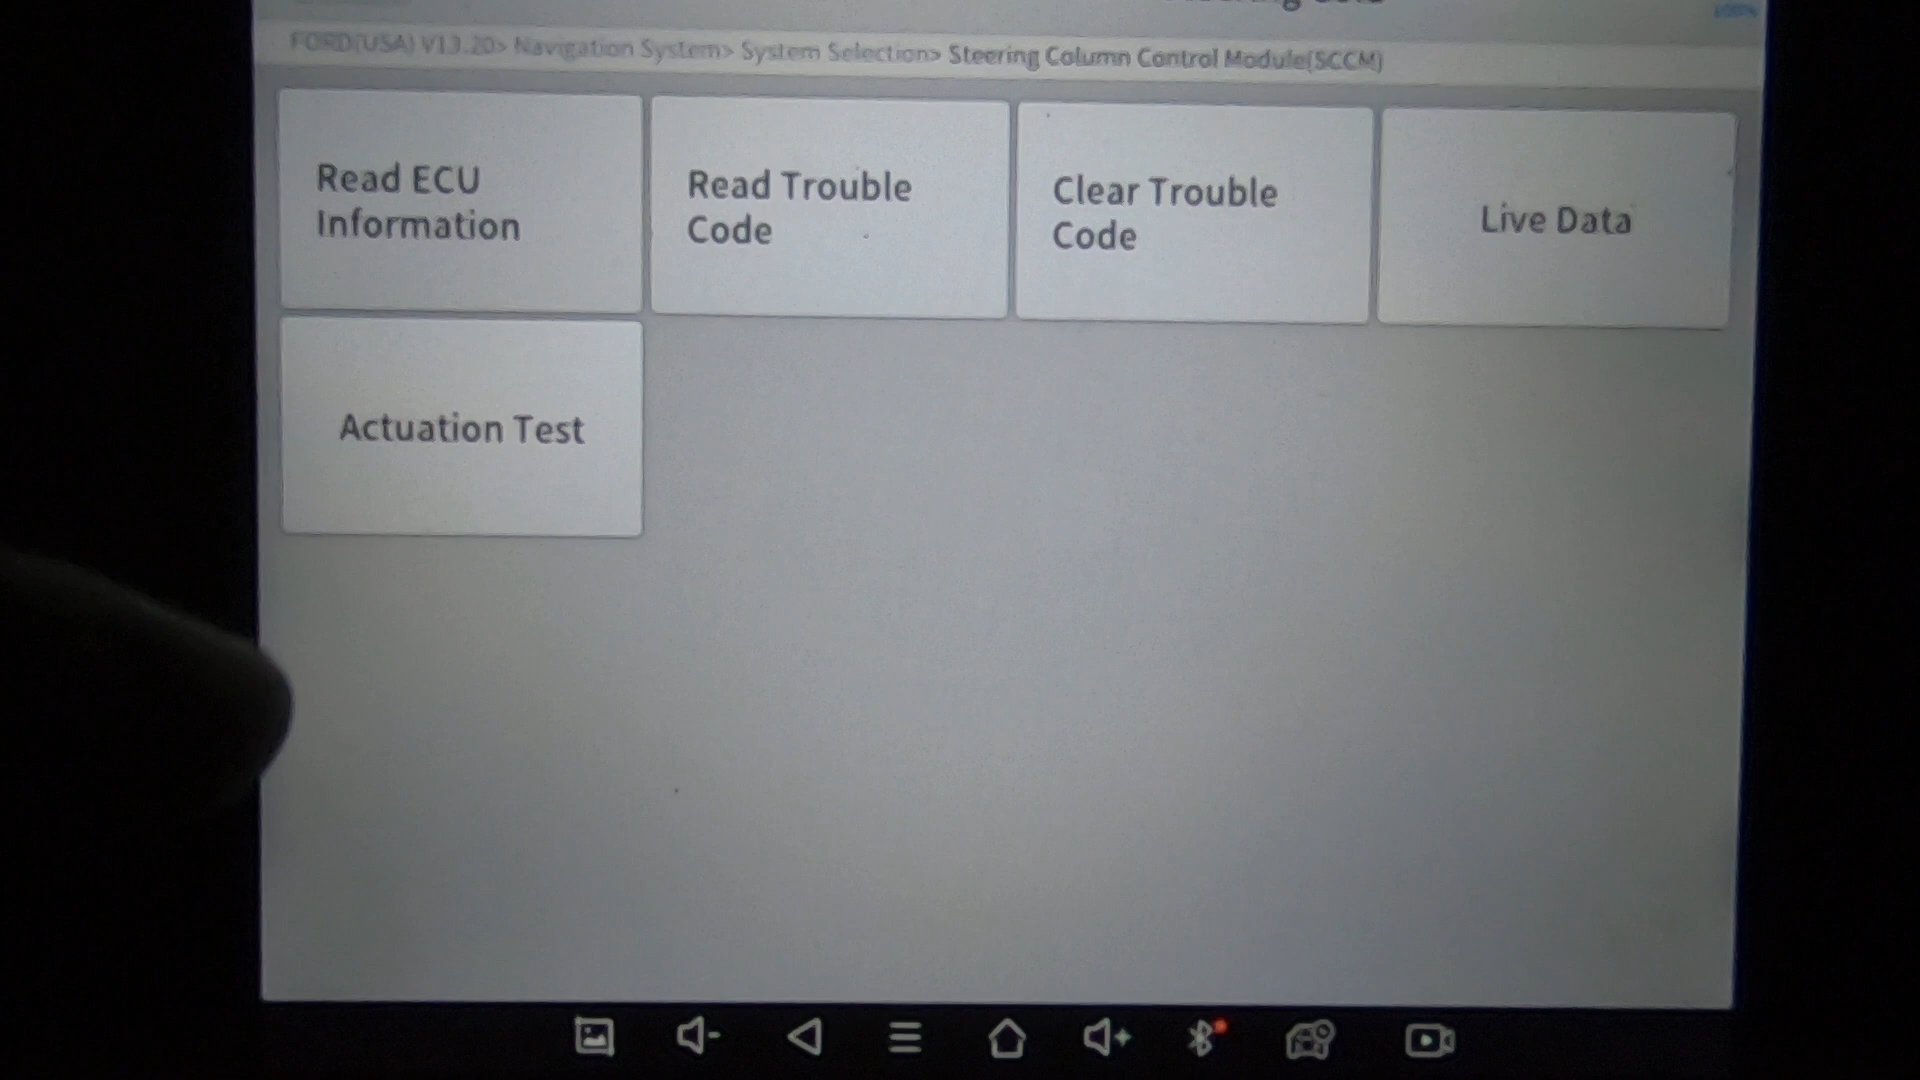 FORD(USA) V13.20> Navigation System> System Selection> Steering Column Control Module(SCCM)
Read ECU
Information
Read Trouble
Code
Clear Trouble
Code
Live Data
Actuation Test